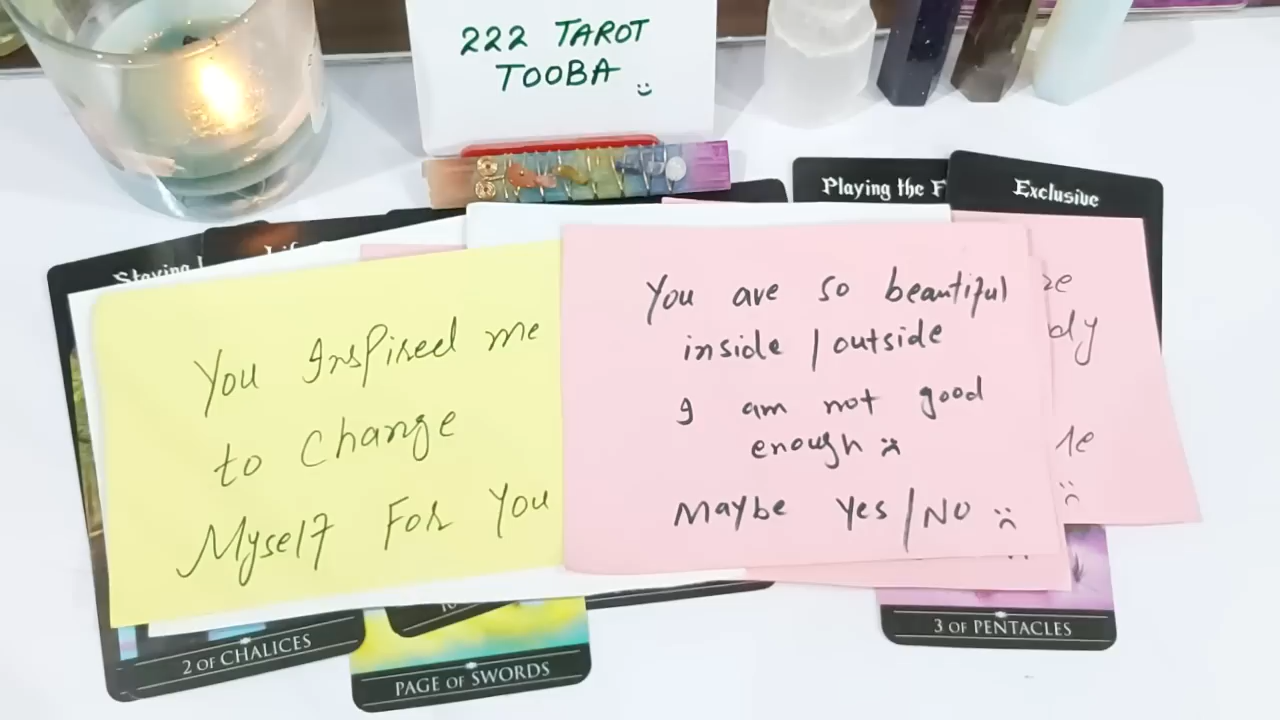 222 TAROT
TOOBA
Playing the F
Exclusive
Staying
You Inspired me
to Change
Myself For You
You are so beautiful
inside / outside
I am not good
enough
Maybe Yes / No
2 OF CHALICES
PAGE OF SWORDS
3 OF PENTACLES